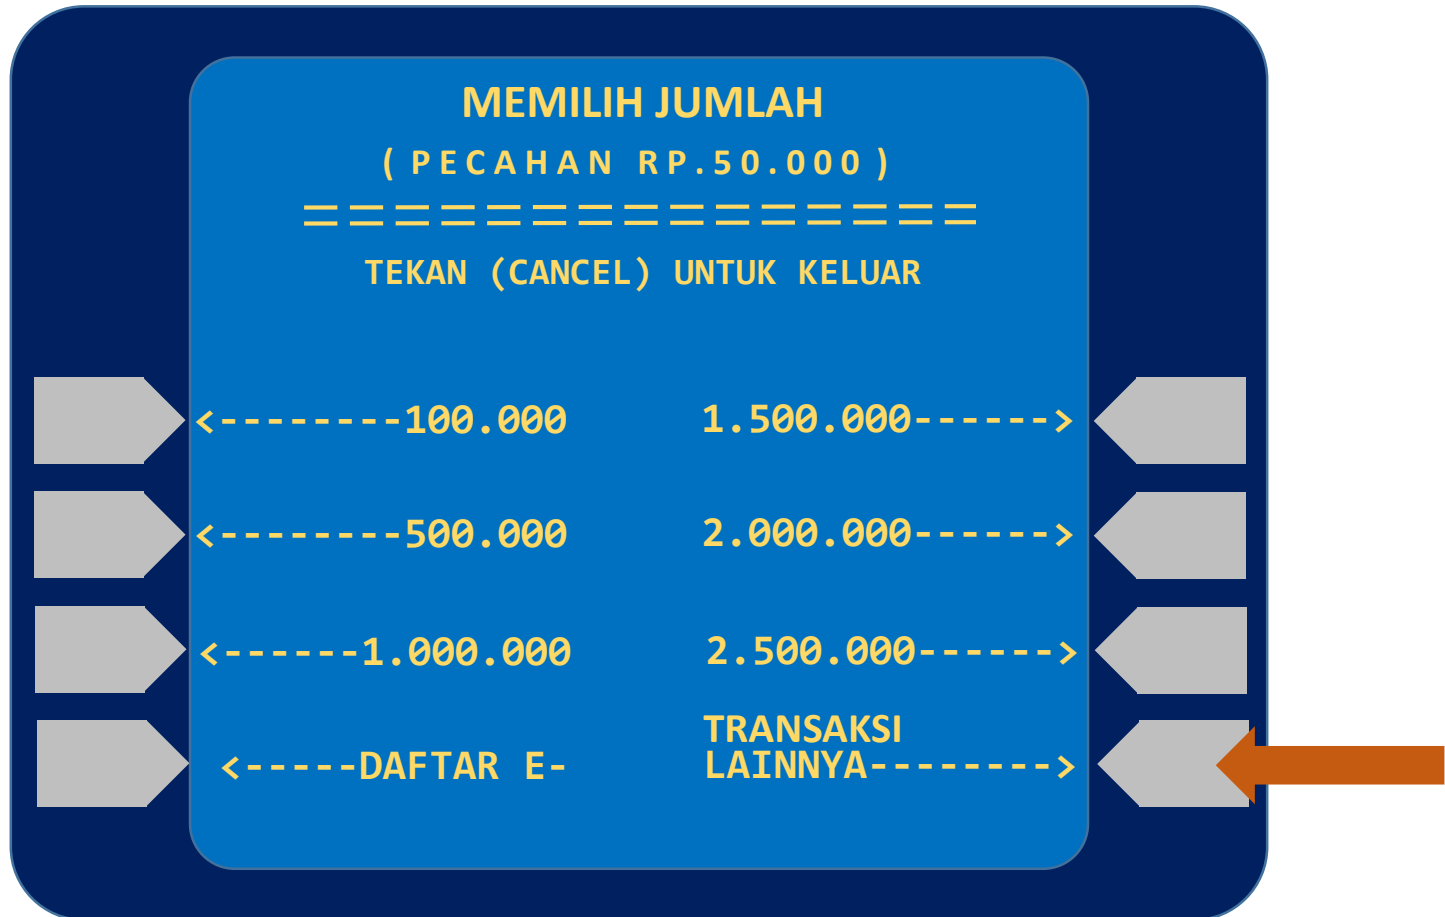 MEMILIH JUMLAH
( PECAHAN RP.50.000 )
===============
TEKAN (CANCEL) UNTUK KELUAR
<--------100.000 1.500.000------>
<--------500.000 2.000.000------>
<------1.000.000 2.500.000------>
TRANSAKSI
<-----DAFTAR E- LAINNYA-------->